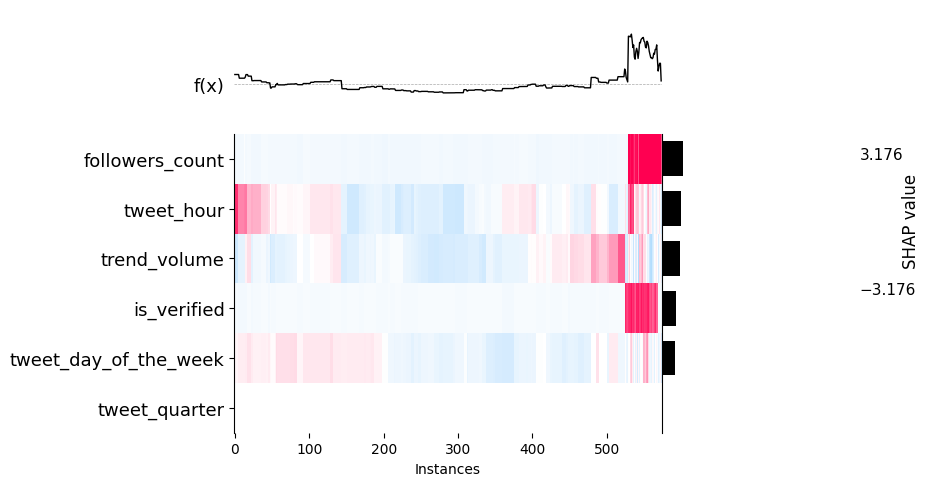 f(x)
followers_count
tweet_hour
trend_volume
is_verified
tweet_day_of_the_week
tweet_quarter
0 100 200 300 400 500
Instances
3.176
SHAP value
−3.176